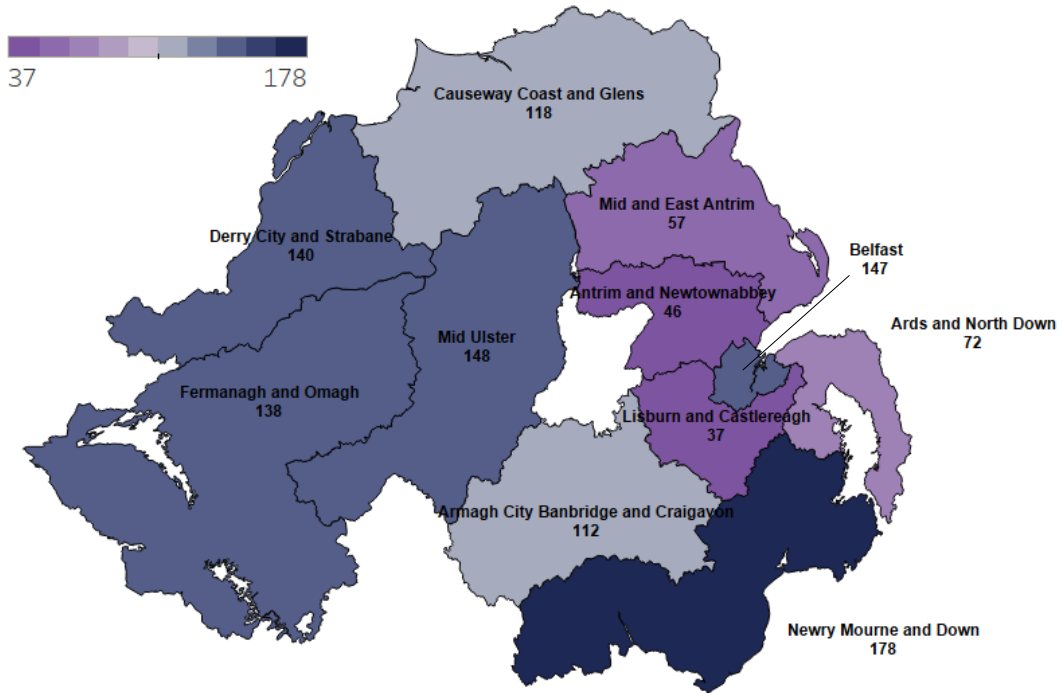 37
178
Causeway Coast and Glens
118
Mid and East Antrim
57
Derry City and Strabane
140
Belfast
147
Antrim and Newtownabbey
46
Ards and North Down
72
Mid Ulster
148
Fermanagh and Omagh
138
Lisburn and Castlereagh
37
Armagh City Banbridge and Craigavon
112
Newry Mourne and Down
178